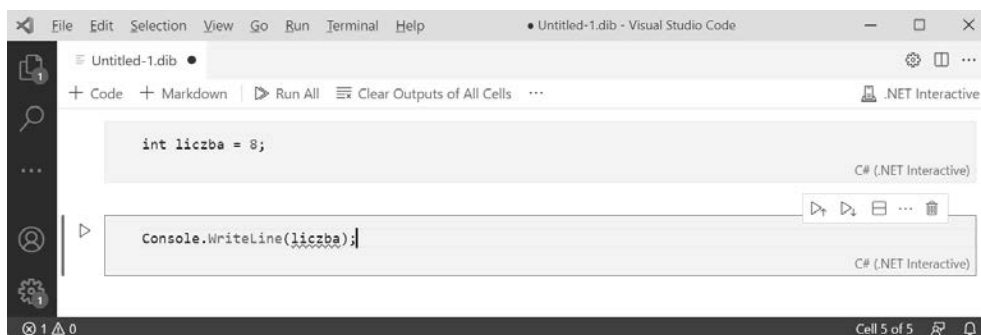 File Edit Selection View Go Run Terminal Help ● Untitled-1.dib - Visual Studio Code
1 Untitled-1.dib ●
+ Code + Markdown Run All Clear Outputs of All Cells ··· .NET Interactive
int liczba = 8;
C# (.NET Interactive)
Console.WriteLine(liczba);
C# (.NET Interactive)
1
1 0 Cell 5 of 5